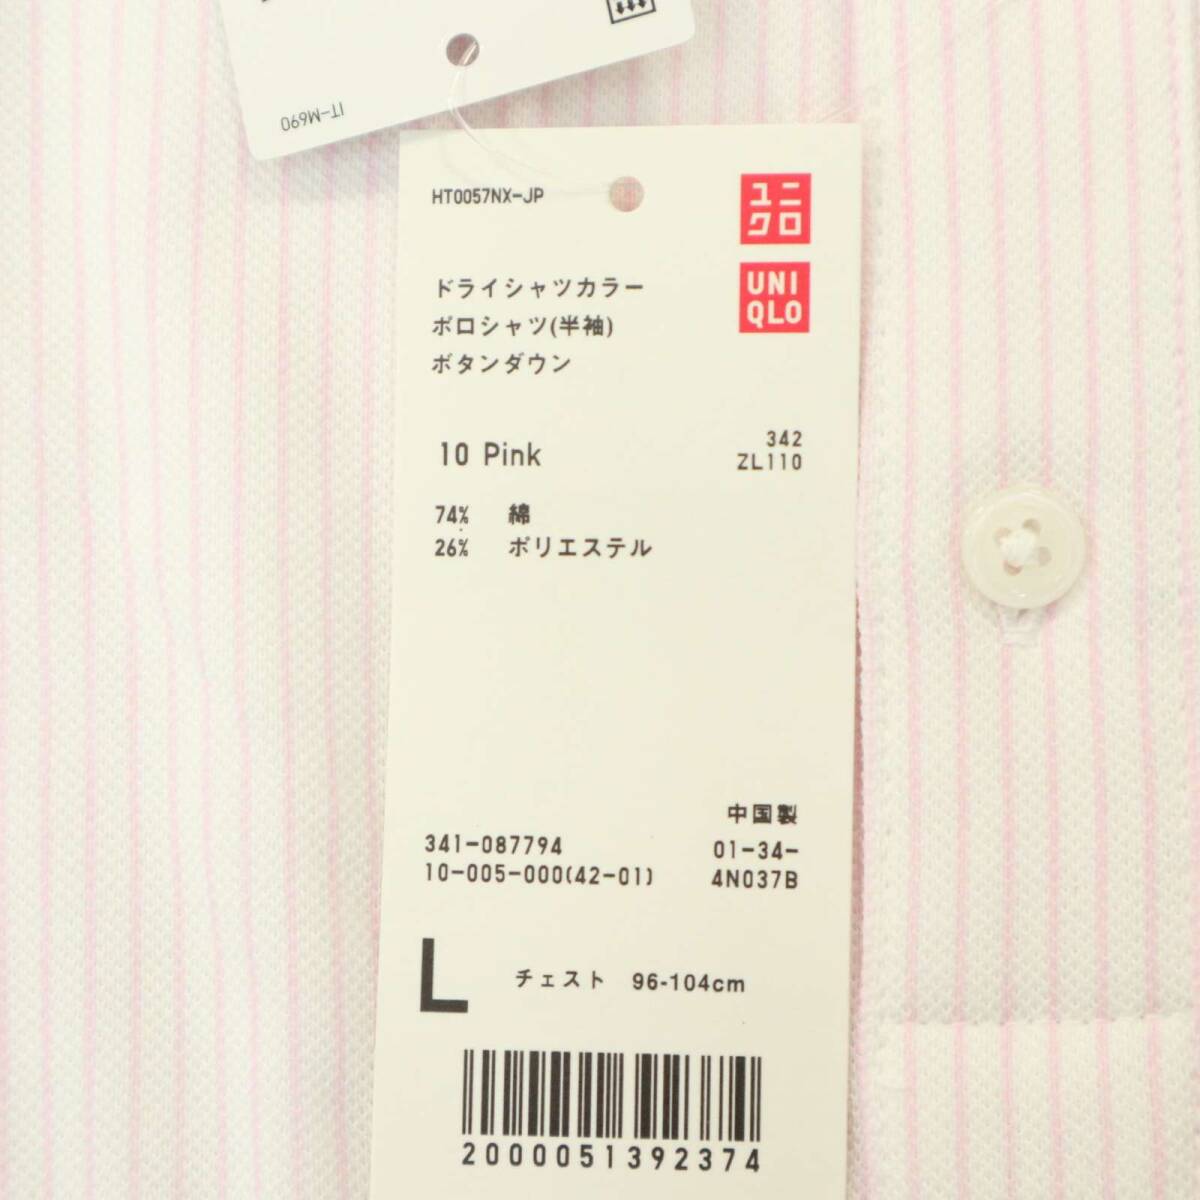 IT-M690
HT0057NX-JP
ユニ
クロ
UNI
QLO
ドライシャツカラー
ポロシャツ(半袖)
ボタンダウン
10 Pink
342
ZL110
74% 綿
26% ポリエステル
中国製
341-087794
01-34-
10-005-000(42-01)
4N037B
L チェスト 96-104cm
2000051392374